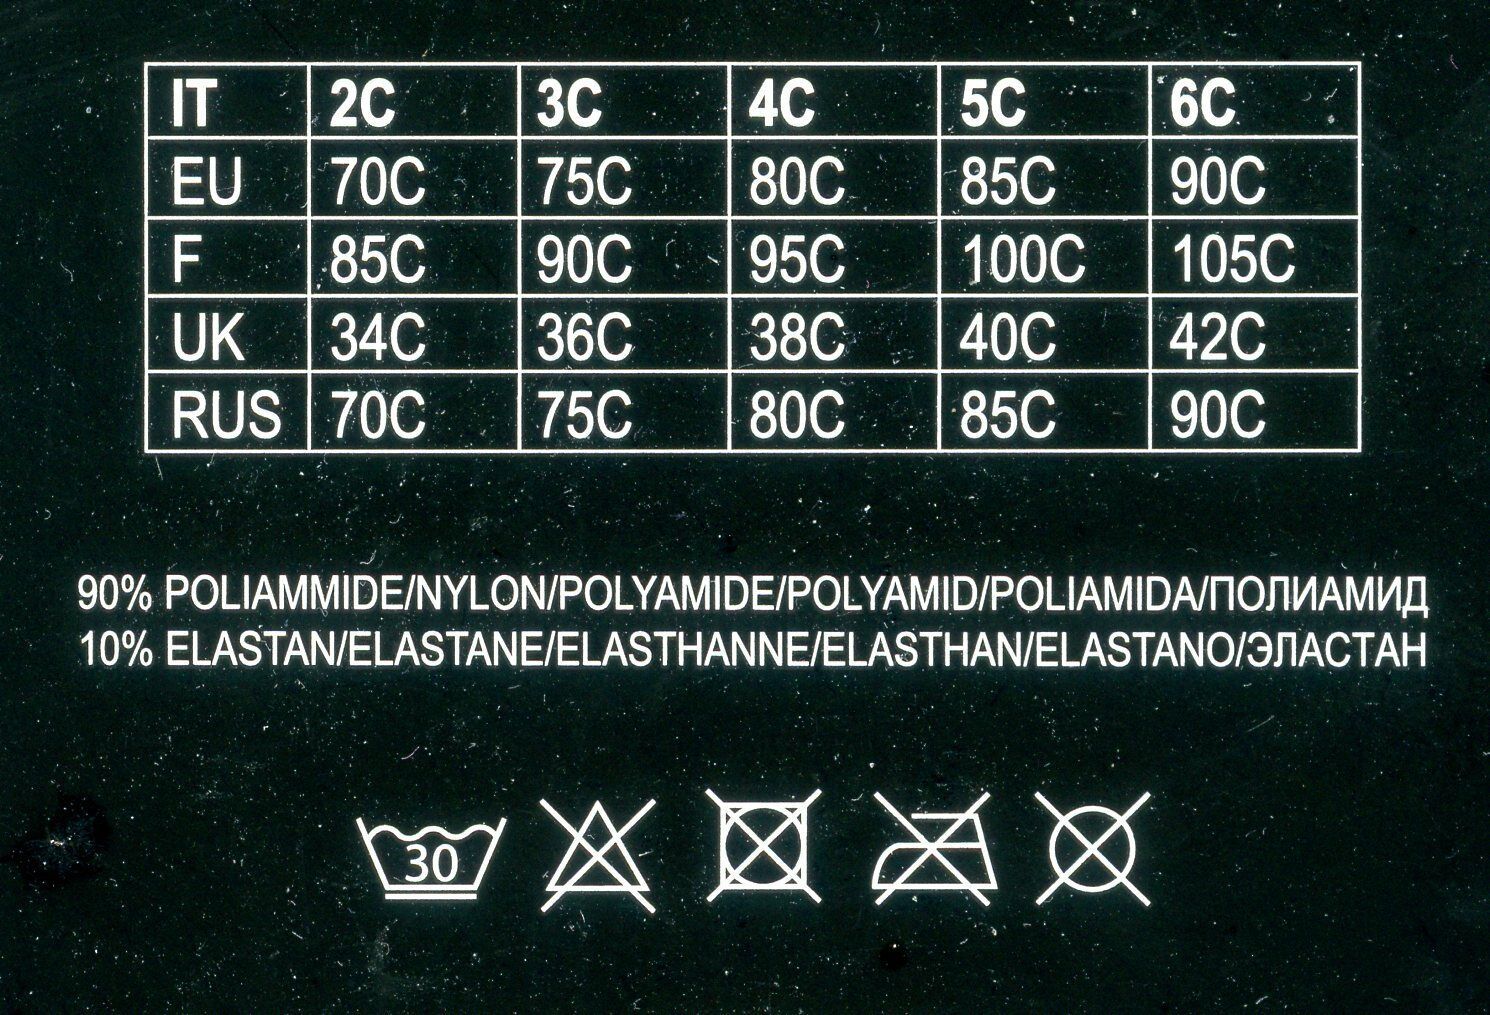 IT 2C 3C 4C 5C 6C
EU 70C 75C 80C 85C 90C
F 85C 90C 95C 100C 105C
UK 34C 36C 38C 40C 42C
RUS 70C 75C 80C 85C 90C
90% POLIAMMIDE/NYLON/POLYAMIDE/POLYAMID/POLIAMIDA/ПОЛИАМИД
10% ELASTAN/ELASTANE/ELASTHANNE/ELASTHAN/ELASTANO/ЭЛАСТАН
30